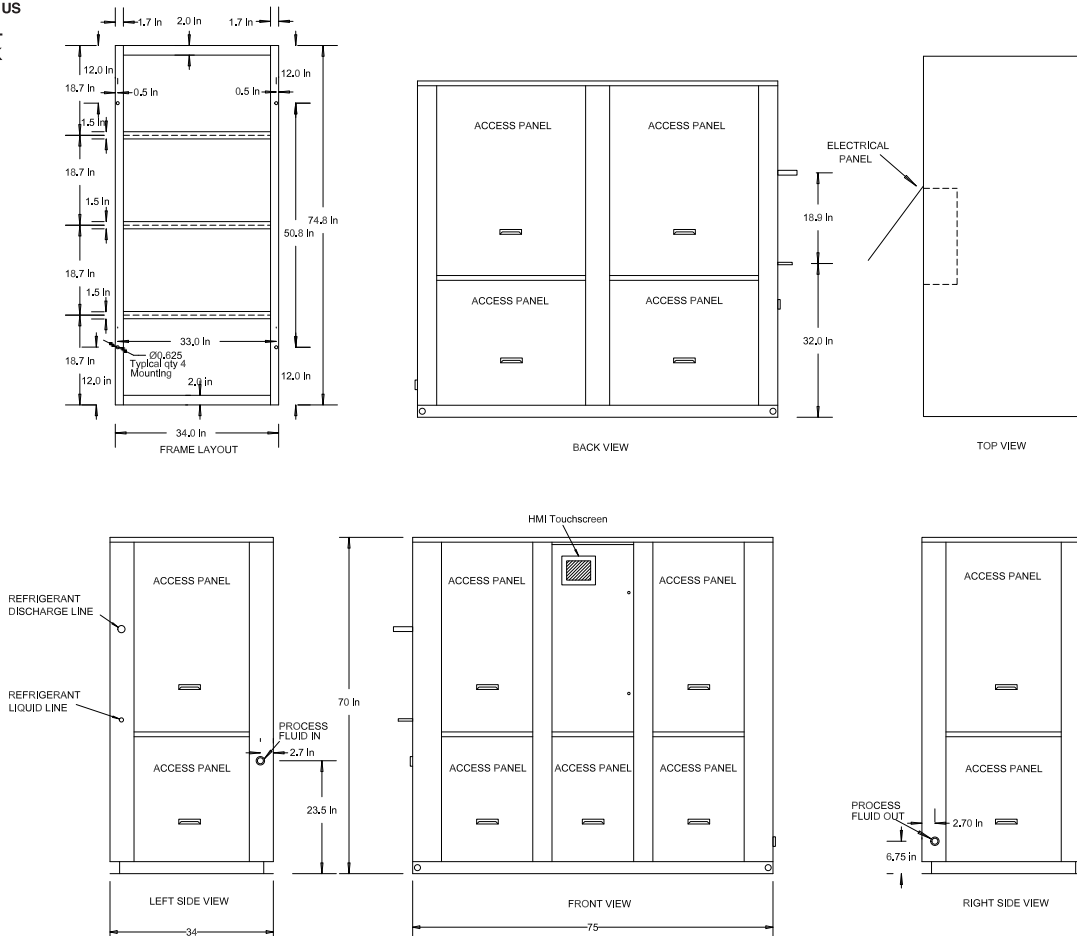 US
1.7 In
2.0 In
1.7 In
12.0 In
12.0 In
18.7 In
0.5 In
0.5 In
1.5 In
18.7 In
1.5 In
74.8 In
50.8 In
18.7 In
1.5 In
33.0 In
Ø0.625
Typical qty 4
Mounting
18.7 In
12.0 In
2.0 In
12.0 In
34.0 In
FRAME LAYOUT
ACCESS PANEL
ACCESS PANEL
ACCESS PANEL
ACCESS PANEL
18.9 In
32.0 In
BACK VIEW
ELECTRICAL
PANEL
TOP VIEW
REFRIGERANT
DISCHARGE LINE
REFRIGERANT
LIQUID LINE
ACCESS PANEL
ACCESS PANEL
PROCESS
FLUID IN
2.7 In
23.5 In
LEFT SIDE VIEW
34
HMI Touchscreen
70 In
ACCESS PANEL
ACCESS PANEL
ACCESS PANEL
ACCESS PANEL
ACCESS PANEL
FRONT VIEW
75
ACCESS PANEL
ACCESS PANEL
PROCESS
FLUID OUT
2.70 In
6.75 in
RIGHT SIDE VIEW